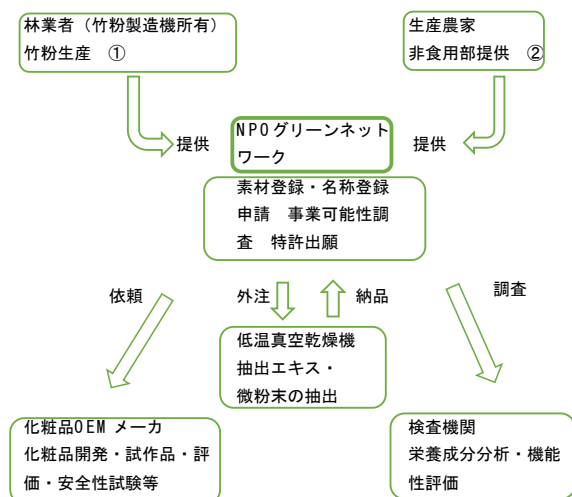 林業者（竹粉製造機所有）
竹粉生産　①
生産農家
非食用部提供　②
提供
NPOグリーンネット
ワーク
提供
素材登録・名称登録
申請　事業可能性調
査　特許出願
依頼
外注
納品
調査
低温真空乾燥機
抽出エキス・
微粉末の抽出
化粧品OEMメーカ
化粧品開発・試作品・評
価・安全性試験等
検査機関
栄養成分分析・機能
性評価